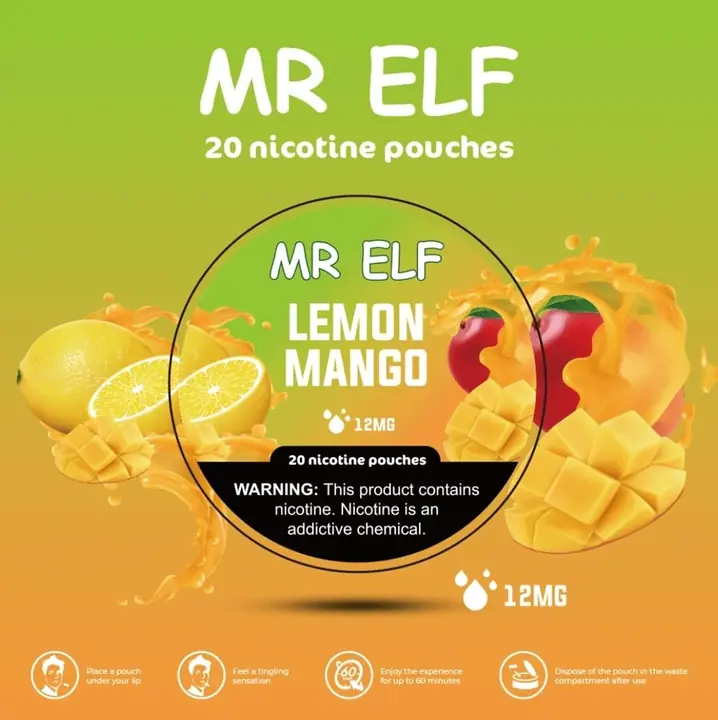 MR ELF
20 nicotine pouches
MR ELF
LEMON
MANGO
12MG
20 nicotine pouches
WARNING: This product contains
nicotine. Nicotine is an
addictive chemical.
12MG
Place a pouch
under your lip
Feel a tingling
sensation
60
Enjoy the experience
for up to 60 minutes
Dispose of the pouch in the waste
compartment after use